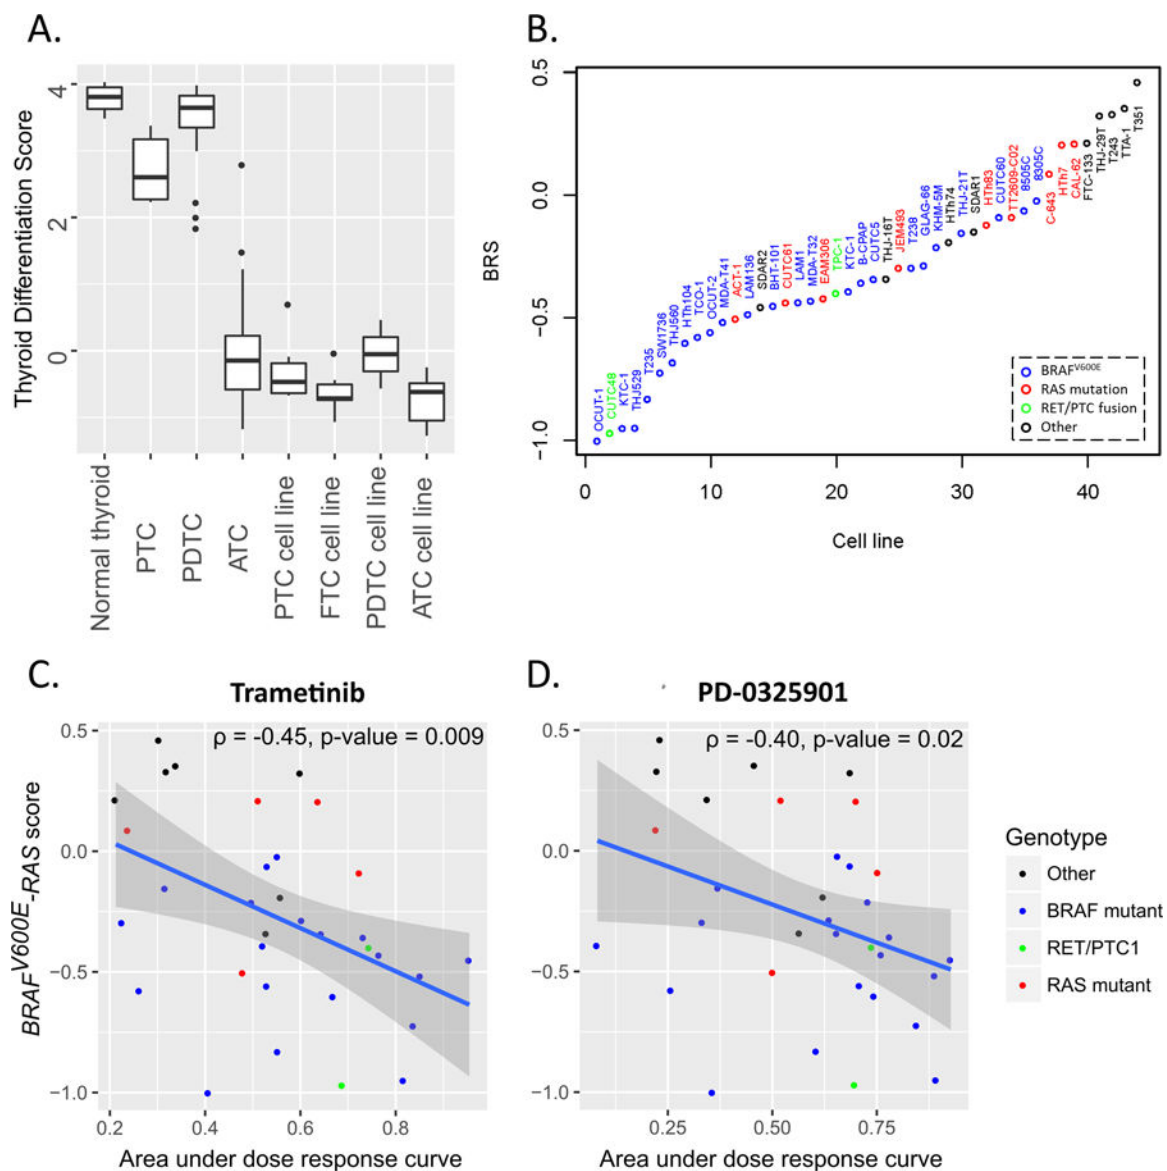 A.
Thyroid Differentiation Score
4
2
0
Normal thyroid
PTC
PDTC
ATC
PTC cell line
FTC cell line
PDTC cell line
ATC cell line
B.
BRS
0.5
0.0
−0.5
−1.0
OCUT-1
CUTC48
KTC-1
THJ529
T235
SW1736
THJ560
HTh104
TCO-1
OCUT-2
MDA-T41
ACT-1
LAM136
SDAR2
BHT-101
CUTC61
LAM1
MDA-T32
EAM306
TPC-1
KTC-1
B-CPAP
CUTC5
THJ-16T
JEM493
T238
GLAG-66
KHM-5M
HTh74
THJ-21T
SDAR1
HTh83
CUTC60
TT2609-C02
8505C
8305C
C-643
HTh7
CAL-62
FTC-133
THJ-29T
T243
TTA-1
T351
BRAFV600E
RAS mutation
RET/PTC fusion
Other
0 10 20 30 40
Cell line
C.
Trametinib
ρ = -0.45, p-value = 0.009
BRAFV600E-RAS score
0.5
0.0
−0.5
−1.0
0.2 0.4 0.6 0.8
Area under dose response curve
D.
PD-0325901
ρ = -0.40, p-value = 0.02
0.5
0.0
−0.5
−1.0
0.25 0.50 0.75
Area under dose response curve
Genotype
Other
BRAF mutant
RET/PTC1
RAS mutant